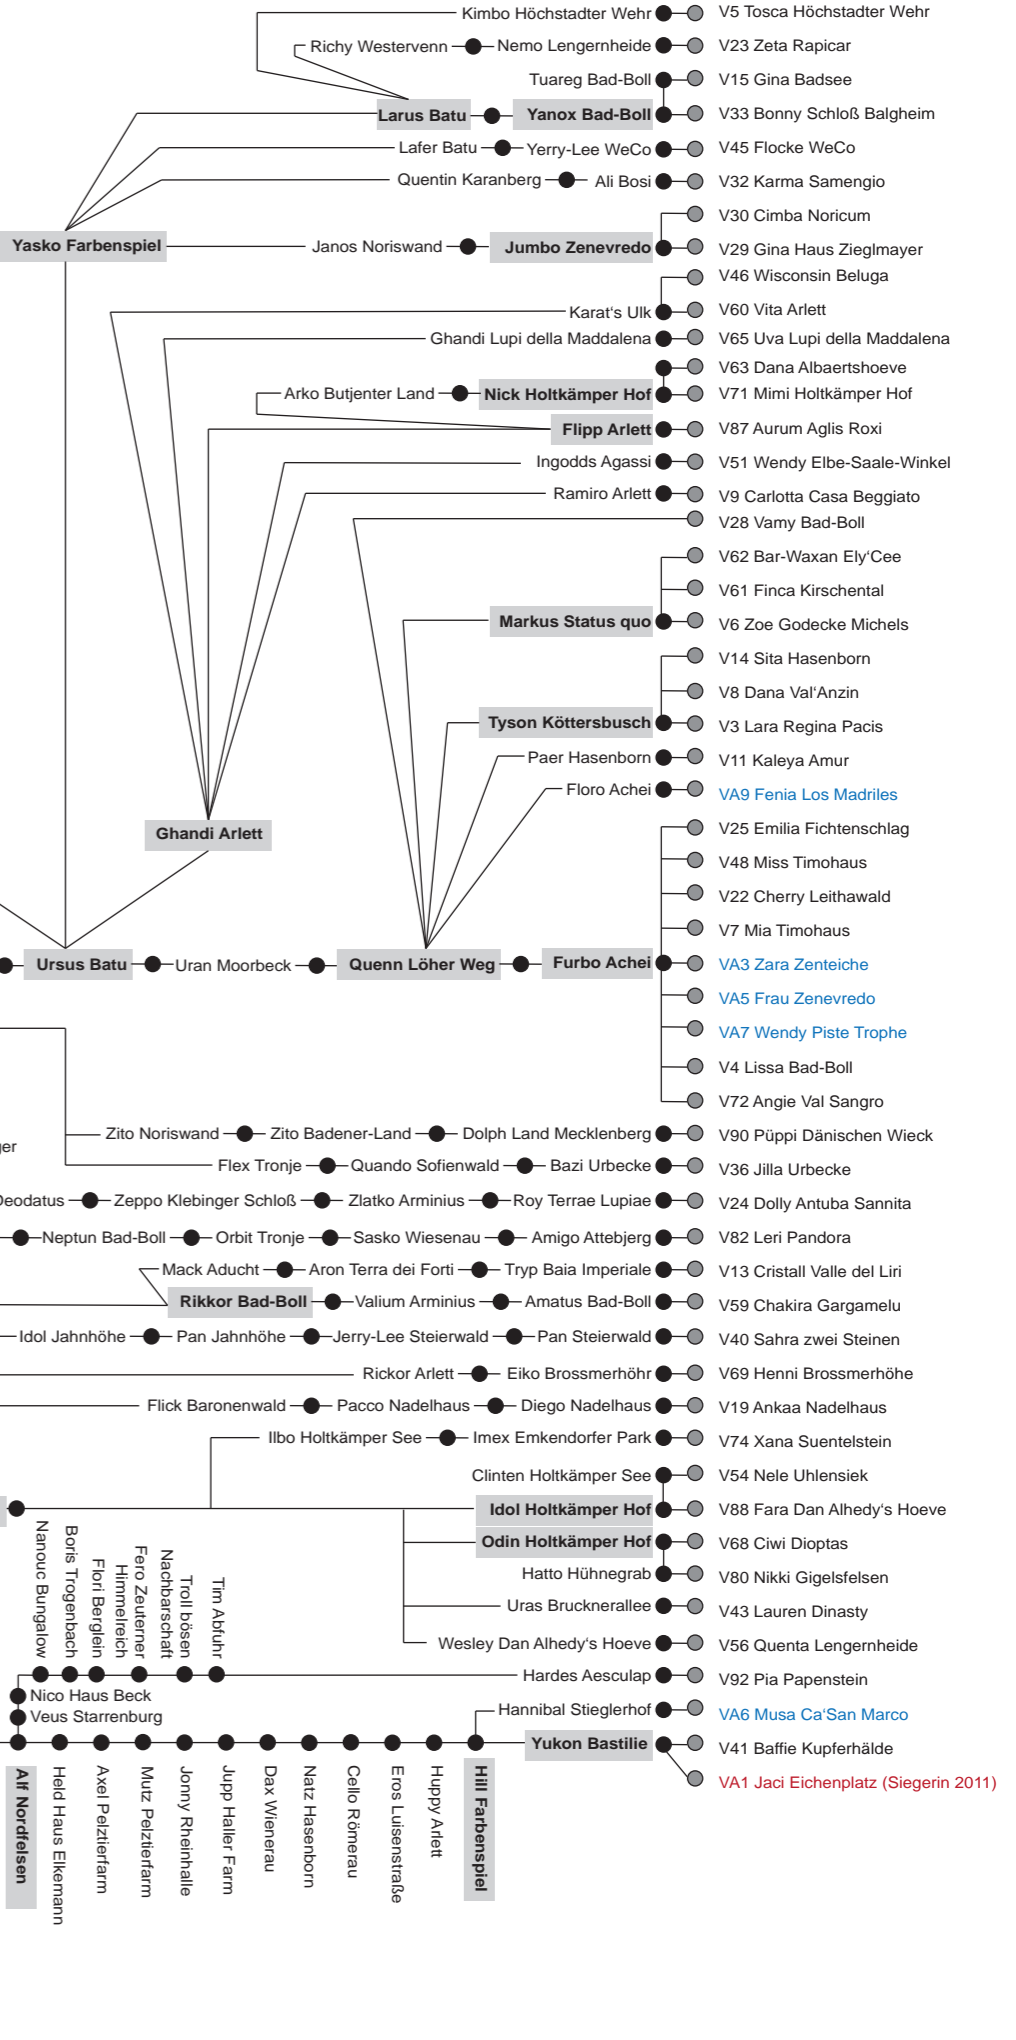 Kimbo Höchstadter Wehr V5 Tosca Höchstadter Wehr
Richy Westervenn Nemo Lengernheide V23 Zeta Rapicar
Tuareg Bad-Boll V15 Gina Badsee
Larus Batu Yanox Bad-Boll V33 Bonny Schloß Balgheim
Lafer Batu Yerry-Lee WeCo V45 Flocke WeCo
Quentin Karanberg Ali Bosi V32 Karma Samengio
V30 Cimba Noricum
Yasko Farbenspiel Janos Noriswand Jumbo Zenevredo V29 Gina Haus Zieglmayer
V46 Wisconsin Beluga
Karat‘s Ulk V60 Vita Arlett
Ghandi Lupi della Maddalena V65 Uva Lupi della Maddalena
V63 Dana Albaertshoeve
Arko Butjenter Land Nick Holtkämper Hof V71 Mimi Holtkämper Hof
Flipp Arlett V87 Aurum Aglis Roxi
Ingodds Agassi V51 Wendy Elbe-Saale-Winkel
Ramiro Arlett V9 Carlotta Casa Beggiato
V28 Vamy Bad-Boll
V62 Bar-Waxan Ely‘Cee
V61 Finca Kirschental
Markus Status quo V6 Zoe Godecke Michels
V14 Sita Hasenborn
V8 Dana Val‘Anzin
Tyson Köttersbusch V3 Lara Regina Pacis
Paer Hasenborn V11 Kaleya Amur
Floro Achei VA9 Fenia Los Madriles
V25 Emilia Fichtenschlag
Ghandi Arlett
V48 Miss Timohaus
V22 Cherry Leithawald
V7 Mia Timohaus
Ursus Batu Uran Moorbeck Quenn Löher Weg Furbo Achei VA3 Zara Zenteiche
VA5 Frau Zenevredo
VA7 Wendy Piste Trophe
V4 Lissa Bad-Boll
V72 Angie Val Sangro
Zito Noriswand Zito Badener-Land Dolph Land Mecklenberg V90 Püppi Dänischen Wieck
ger
Flex Tronje Quando Sofienwald Bazi Urbecke V36 Jilla Urbecke
Deodatus Zeppo Klebinger Schloß Zlatko Arminius Roy Terrae Lupiae V24 Dolly Antuba Sannita
Neptun Bad-Boll Orbit Tronje Sasko Wiesenau Amigo Attebjerg V82 Leri Pandora
Mack Aducht Aron Terra dei Forti Tryp Baia Imperiale V13 Cristall Valle del Liri
Rikkor Bad-Boll Valium Arminius Amatus Bad-Boll V59 Chakira Gargamelu
Idol Jahnhöhe Pan Jahnhöhe Jerry-Lee Steierwald Pan Steierwald V40 Sahra zwei Steinen
Rickor Arlett Eiko Brossmerhöhr V69 Henni Brossmerhöhe
Flick Baronenwald Pacco Nadelhaus Diego Nadelhaus V19 Ankaa Nadelhaus
Ilbo Holtkämper See Imex Emkendorfer Park V74 Xana Suentelstein
Clinten Holtkämper See V54 Nele Uhlensiek
Idol Holtkämper Hof V88 Fara Dan Alhedy‘s Hoeve
Odin Holtkämper Hof V68 Ciwi Dioptas
Hatto Hühnegrab V80 Nikki Gigelsfelsen
Uras Brucknerallee V43 Lauren Dinasty
Wesley Dan Alhedy‘s Hoeve V56 Quenta Lengernheide
Nanouc Bungalow
Boris Trogenbach
Flori Berglein
Himmelreich
Fero Zeuterner
Nachbarschaft
Troll bösen
Tim Abfuhr
Hardes Aesculap V92 Pia Papenstein
Nico Haus Beck
Veus Starrenburg
Hannibal Stieglerhof VA6 Musa Ca‘San Marco
Yukon Bastilie V41 Baffie Kupferhälde
VA1 Jaci Eichenplatz (Siegerin 2011)
Alf Nordfelsen
Held Haus Elkemann
Axel Pelztierfarm
Mutz Pelztierfarm
Jonny Rheinhalle
Jupp Haller Farm
Dax Wienerau
Natz Hasenborn
Cello Römerau
Eros Luisenstraße
Huppy Arlett
Hill Farbenspiel